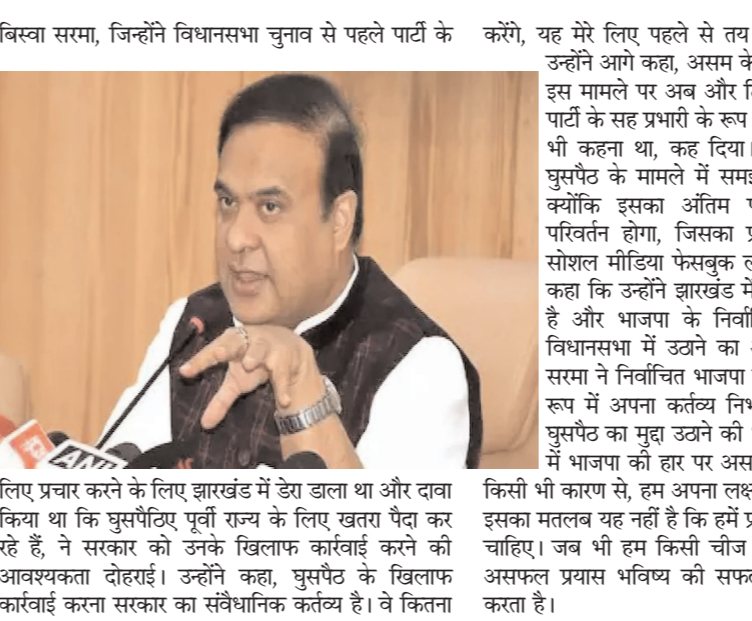 बिस्वा सरमा, जिन्होंने विधानसभा चुनाव से पहले पार्टी के
ANI
लिए प्रचार करने के लिए झारखंड में डेरा डाला था और दावा
किया था कि घुसपैठिए पूर्वी राज्य के लिए खतरा पैदा कर
रहे हैं, ने सरकार को उनके खिलाफ कार्रवाई करने की
आवश्यकता दोहराई। उन्होंने कहा, घुसपैठ के खिलाफ
कार्रवाई करना सरकार का संवैधानिक कर्तव्य है। वे कितना
करेंगे, यह मेरे लिए पहले से तय
उन्होंने आगे कहा, असम के
इस मामले पर अब और
पार्टी के सह प्रभारी के रूप
भी कहना था, कह दिया।
घुसपैठ के मामले में
क्योंकि इसका अंतिम
परिवर्तन होगा, जिसका
सोशल मीडिया फेसबुक
कहा कि उन्होंने झारखंड में
है और भाजपा के
विधानसभा में उठाने का
सरमा ने निर्वाचित भाजपा
रूप में अपना कर्तव्य
घुसपैठ का मुद्दा उठाने की
में भाजपा की हार पर
किसी भी कारण से, हम अपना
इसका मतलब यह नहीं है कि हमें
चाहिए। जब भी हम किसी चीज
असफल प्रयास भविष्य की
करता है।